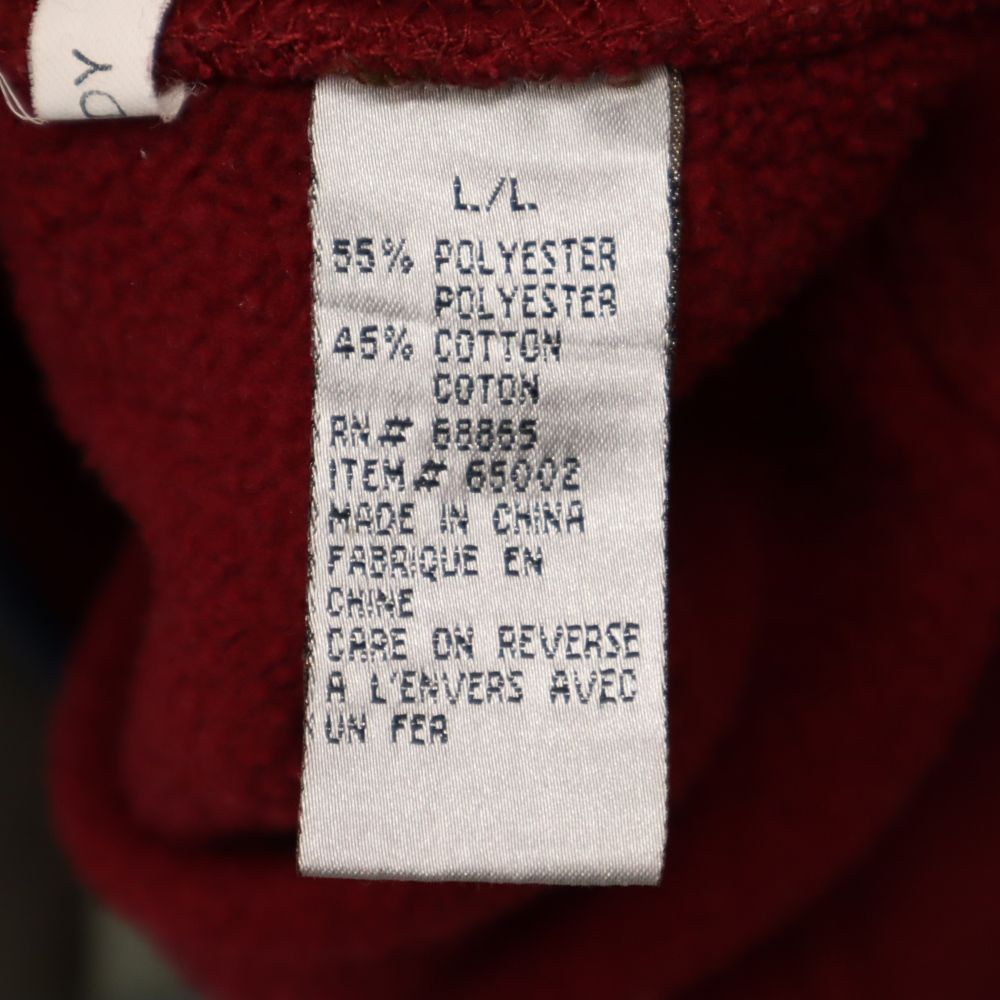 DY
L/L
55% POLYESTER
POLYESTER
45% COTTON
COTON
RN# 88865
ITEM# 65002
MADE IN CHINA
FABRIQUE EN
CHINE
CARE ON REVERSE
A L'ENVERS AVEC
UN FER